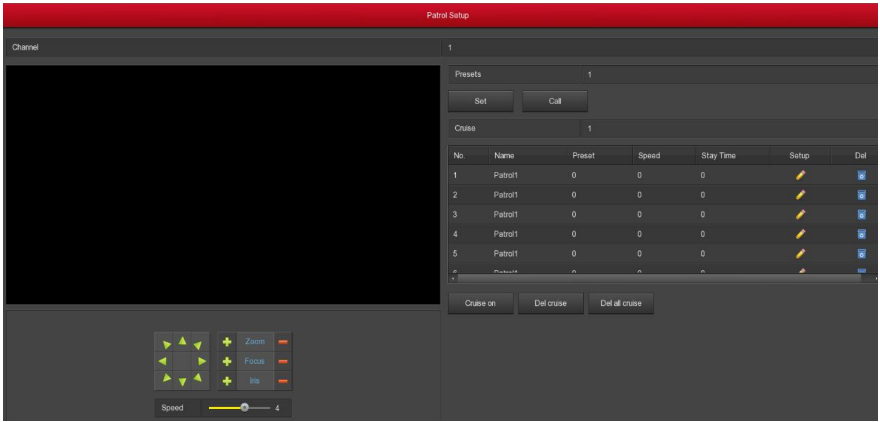 Patrol Setup
Channel 1
Presets 1
Set Call
Cruise 1
No. Name Preset Speed Stay Time Setup Del
1 Patrol1 0 0 0
2 Patrol1 0 0 0
3 Patrol1 0 0 0
4 Patrol1 0 0 0
5 Patrol1 0 0 0
Cruise on Del cruise Del all cruise
Zoom
Focus
Iris
Speed 4